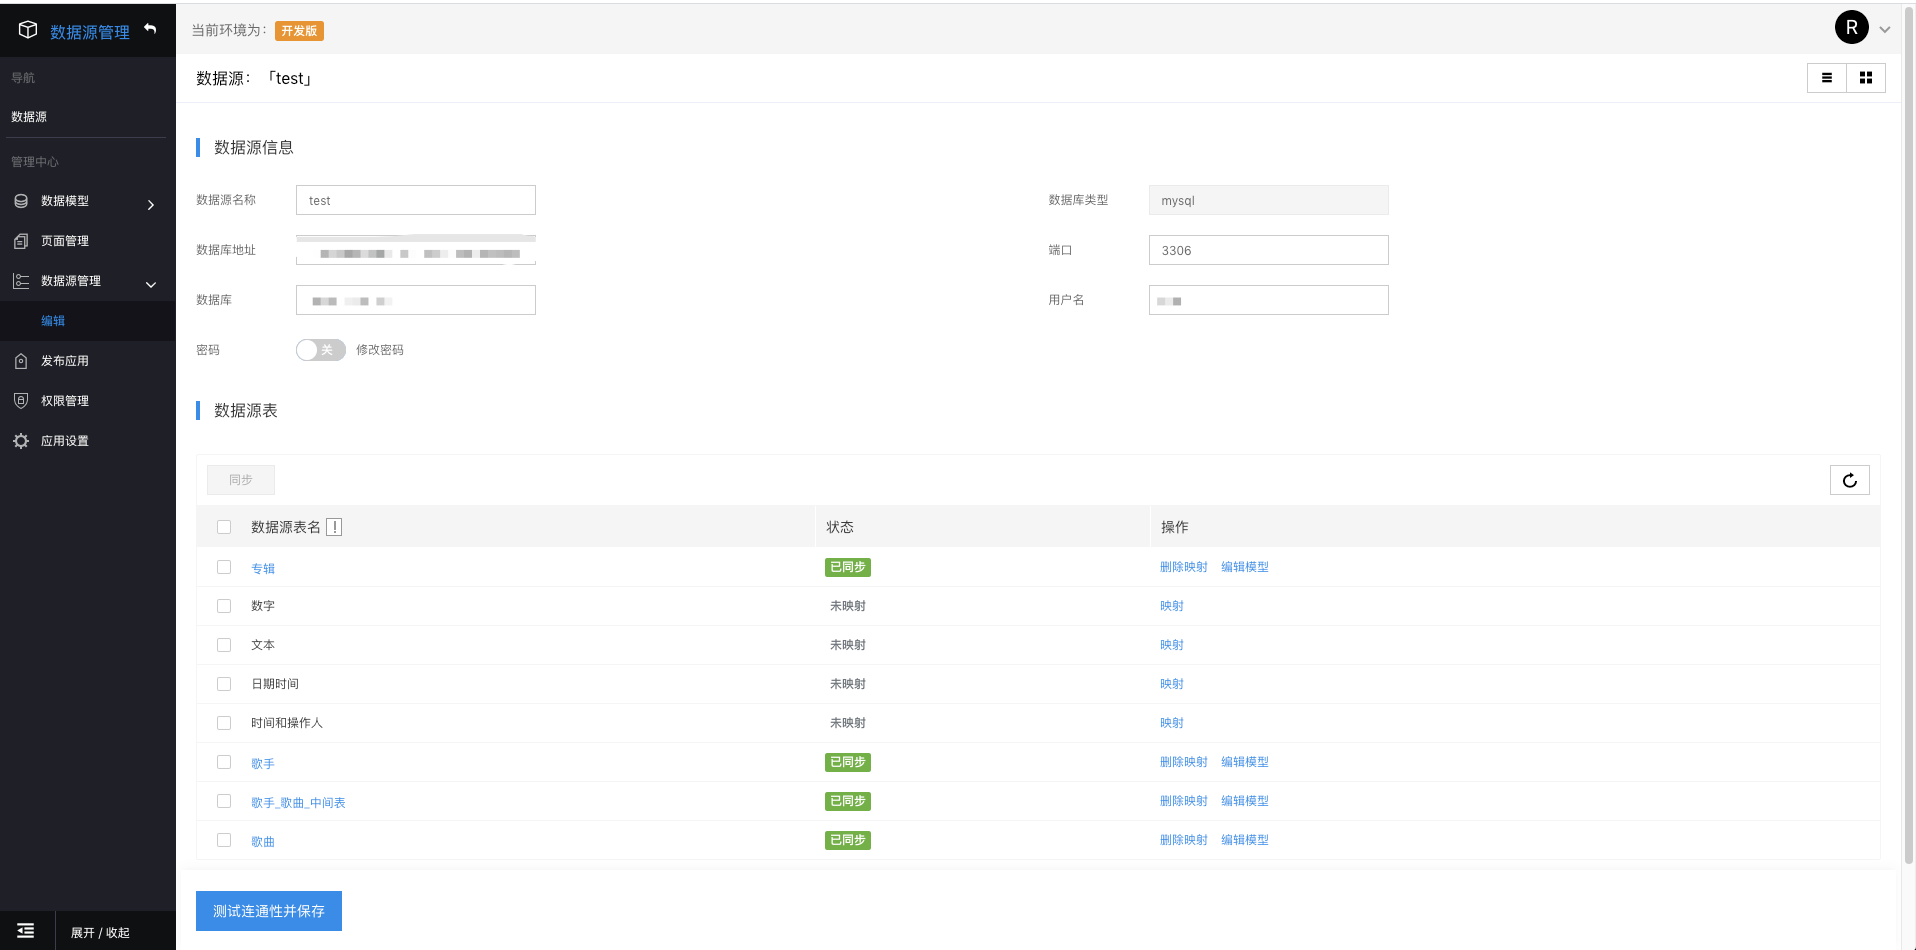 数据源管理
导航
数据源
管理中心
数据模型
页面管理
数据源管理
编辑
发布应用
权限管理
应用设置
展开 / 收起
当前环境为： 开发版
R
数据源：「test」
数据源信息
数据源名称 test
数据库类型 mysql
数据库地址
端口 3306
数据库
用户名
密码 关 修改密码
数据源表
同步
数据源表名 ! 状态 操作
专辑 已同步 删除映射 编辑模型
数字 未映射 映射
文本 未映射 映射
日期时间 未映射 映射
时间和操作人 未映射 映射
歌手 已同步 删除映射 编辑模型
歌手_歌曲_中间表 已同步 删除映射 编辑模型
歌曲 已同步 删除映射 编辑模型
测试连通性并保存